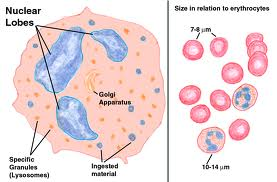 Nuclear
Lobes
Golgi
Apparatus
Specific
Granules
(Lysosomes)
Ingested
material
Size in relation to erythrocytes
7-8 µm
10-14 µm